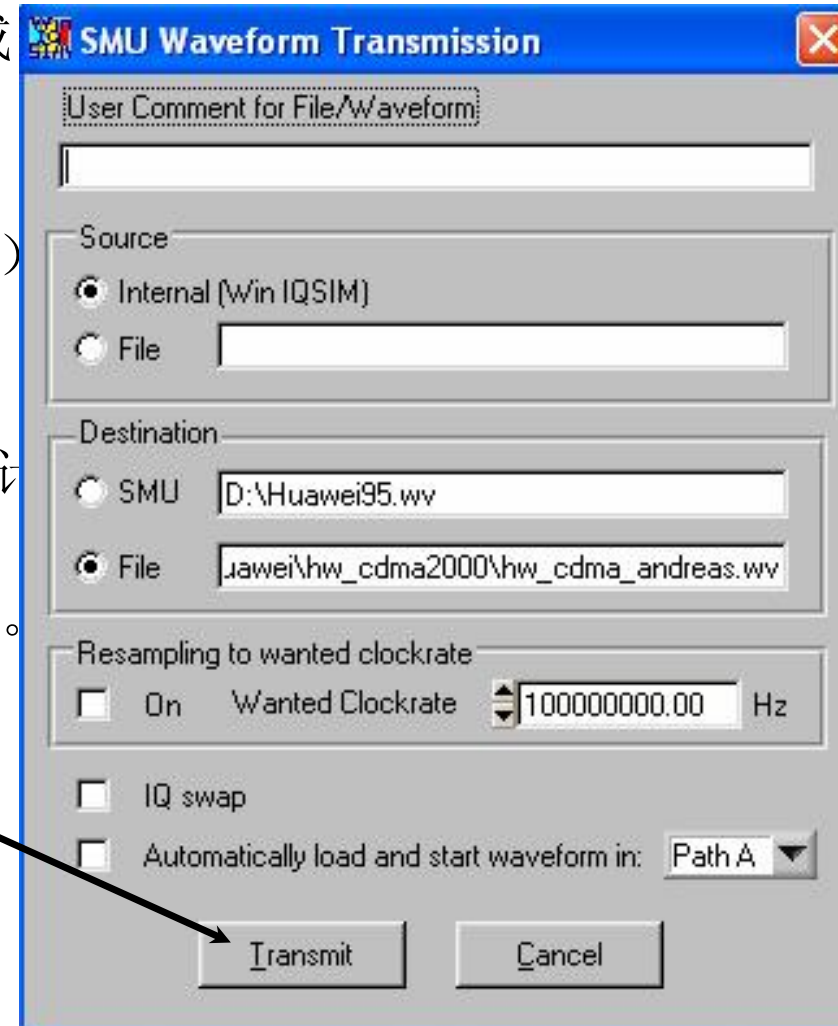 SMU Waveform Transmission
User Comment for File/Waveform
)
Source
Internal (Win IQSIM)
File
Destination
SMU D:\Huawei95.wv
File uawei\hw_cdma2000\hw_cdma_andreas.wv
。
Resampling to wanted clockrate
On Wanted Clockrate 100000000.00 Hz
IQ swap
Automatically load and start waveform in: Path A
Transmit Cancel